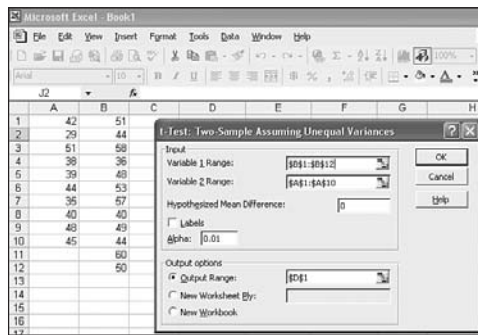 Microsoft Excel - Book1
File Edit View Insert Format Tools Data Window Help
100%
Arial 10 B I U
J2 fx
A B C D E F G H
1 42 51
2 29 44
3 51 58
4 38 36
5 39 48
6 44 53
7 35 57
8 40 40
9 48 49
10 45 44
11 60
12 50
13
14
15
16
17
t-Test: Two-Sample Assuming Unequal Variances
Input
Variable 1 Range: $B$1:$B$12
Variable 2 Range: $A$1:$A$10
Hypothesized Mean Difference: 0
Labels
Alpha: 0.01
Output options
Output Range: $D$1
New Worksheet Ply:
New Workbook
OK
Cancel
Help